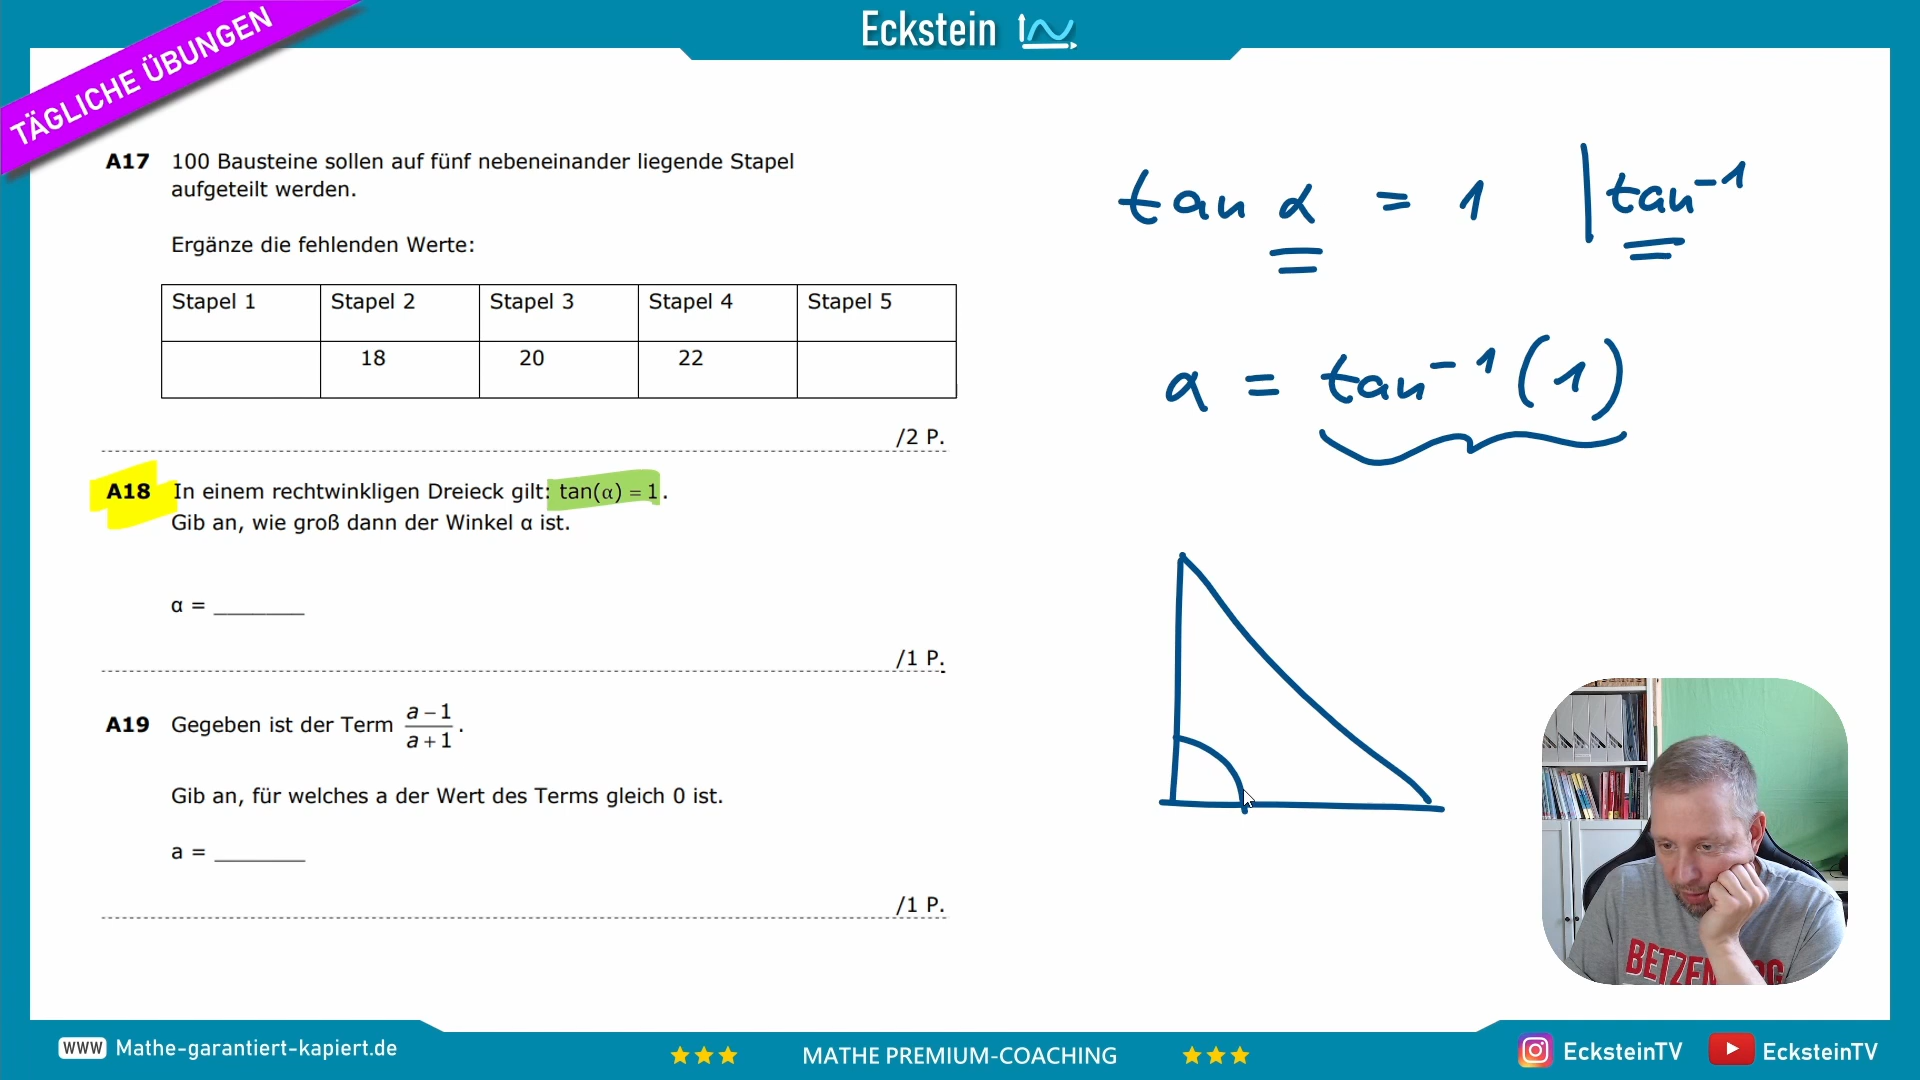 TÄGLICHE ÜBUNGEN
Eckstein
A17 100 Bausteine sollen auf fünf nebeneinander liegende Stapel
aufgeteilt werden.
Ergänze die fehlenden Werte:
Stapel 1 Stapel 2 Stapel 3 Stapel 4 Stapel 5
18 20 22
/2 P.
A18 In einem rechtwinkligen Dreieck gilt: tan(α) = 1.
Gib an, wie groß dann der Winkel α ist.
α = _______
/1 P.
A19 Gegeben ist der Term (a – 1)/(a + 1).
Gib an, für welches a der Wert des Terms gleich 0 ist.
a = _______
/1 P.
tan α = 1 | tan⁻¹
α = tan⁻¹(1)
BETZEN
WWW Mathe-garantiert-kapiert.de
MATHE PREMIUM-COACHING
EcksteinTV
EcksteinTV